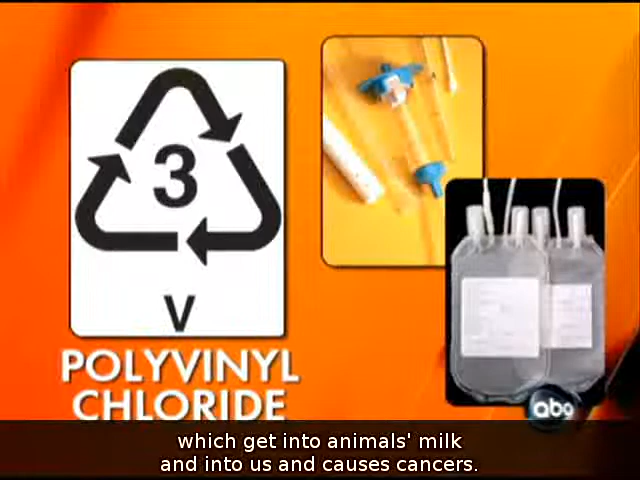 3
V
POLYVINYL
CHLORIDE
abc
which get into animals' milk
and into us and causes cancers.